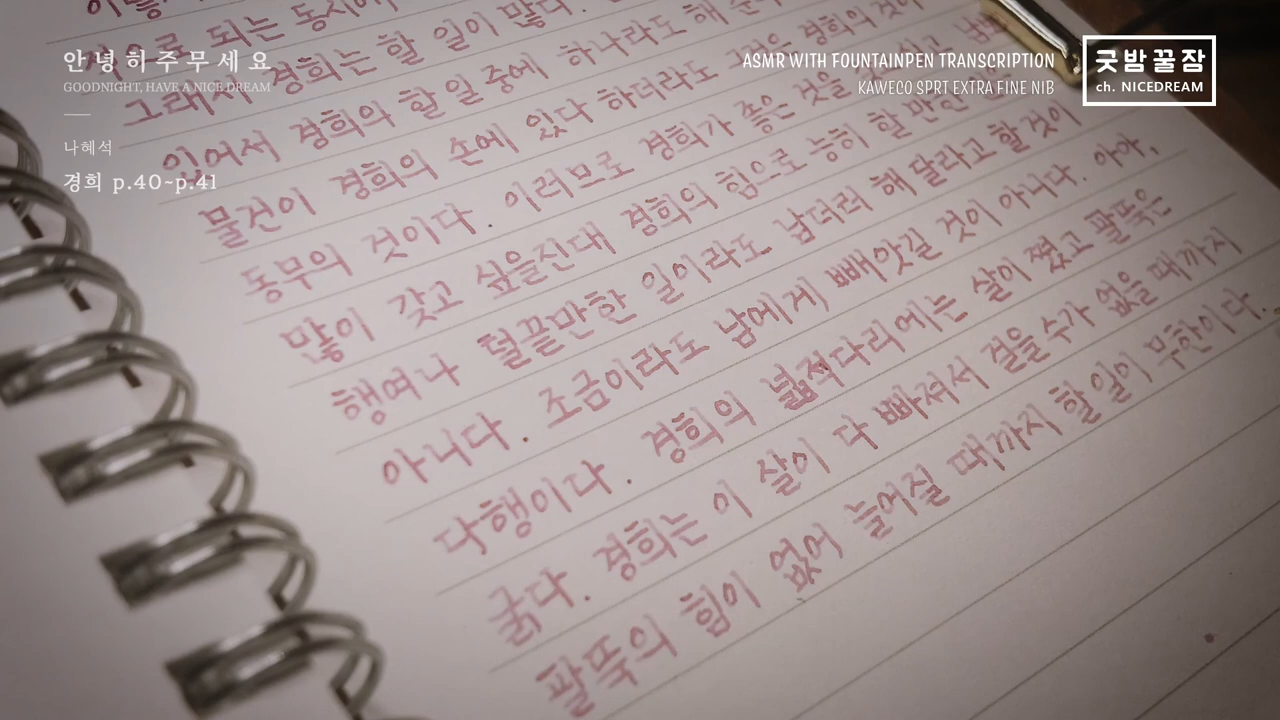 안녕히주무세요
GOODNIGHT, HAVE A NICE DREAM
나혜석
경희 p.40~p.41
ASMR WITH FOUNTAINPEN TRANSCRIPTION
KAWECO SPRT EXTRA FINE NIB
굿밤꿀잠
ch. NICEDREAM
되는 동시에
그래서 경희는 할 일이 많다.
있어서 경희의 할 일 중에 하나라도 해
물건이 경희의 손에 있다 하더라도 그것은 경희의 것이
동무의 것이다. 이러므로 경희가 좋은 것을
많이 갖고 싶을진대 경희의 힘으로 능히 할 만한
행여나 털끝만한 일이라도 남더러 해 달라고 할 것이
아니다. 조금이라도 남에게 빼앗길 것이 아니다. 아아,
다행이다. 경희의 넓적다리에는 살이 쪘고 팔뚝은
굵다. 경희는 이 살이 다 빠져서 걸을 수가 없을 때까지
팔뚝의 힘이 없어 늘어질 때까지 할 일이 무한이다.